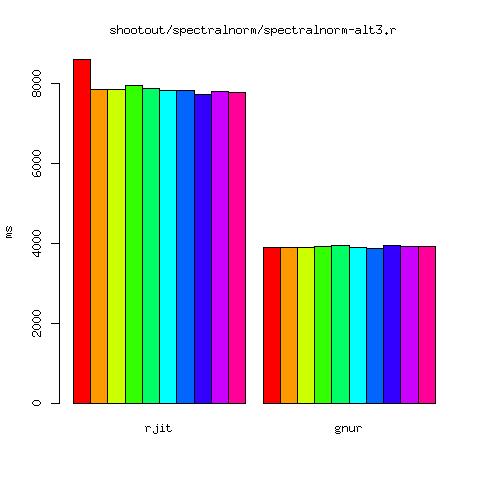 shootout/spectralnorm/spectralnorm-alt3.r
8000
6000
4000
2000
0
ms
rjit
gnur